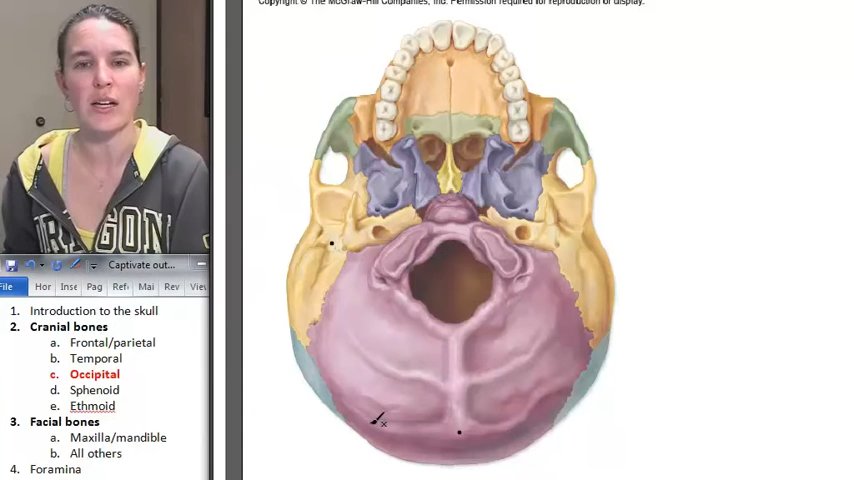 Copyright © The McGraw-Hill Companies, Inc. Permission required for reproduction or display.
OREGON
Captivate out...
File
Hor
Inse
Pag
Refe
Mai
Rev
View
1. Introduction to the skull
2. Cranial bones
a. Frontal/parietal
b. Temporal
c. Occipital
d. Sphenoid
e. Ethmoid
3. Facial bones
a. Maxilla/mandible
b. All others
4. Foramina